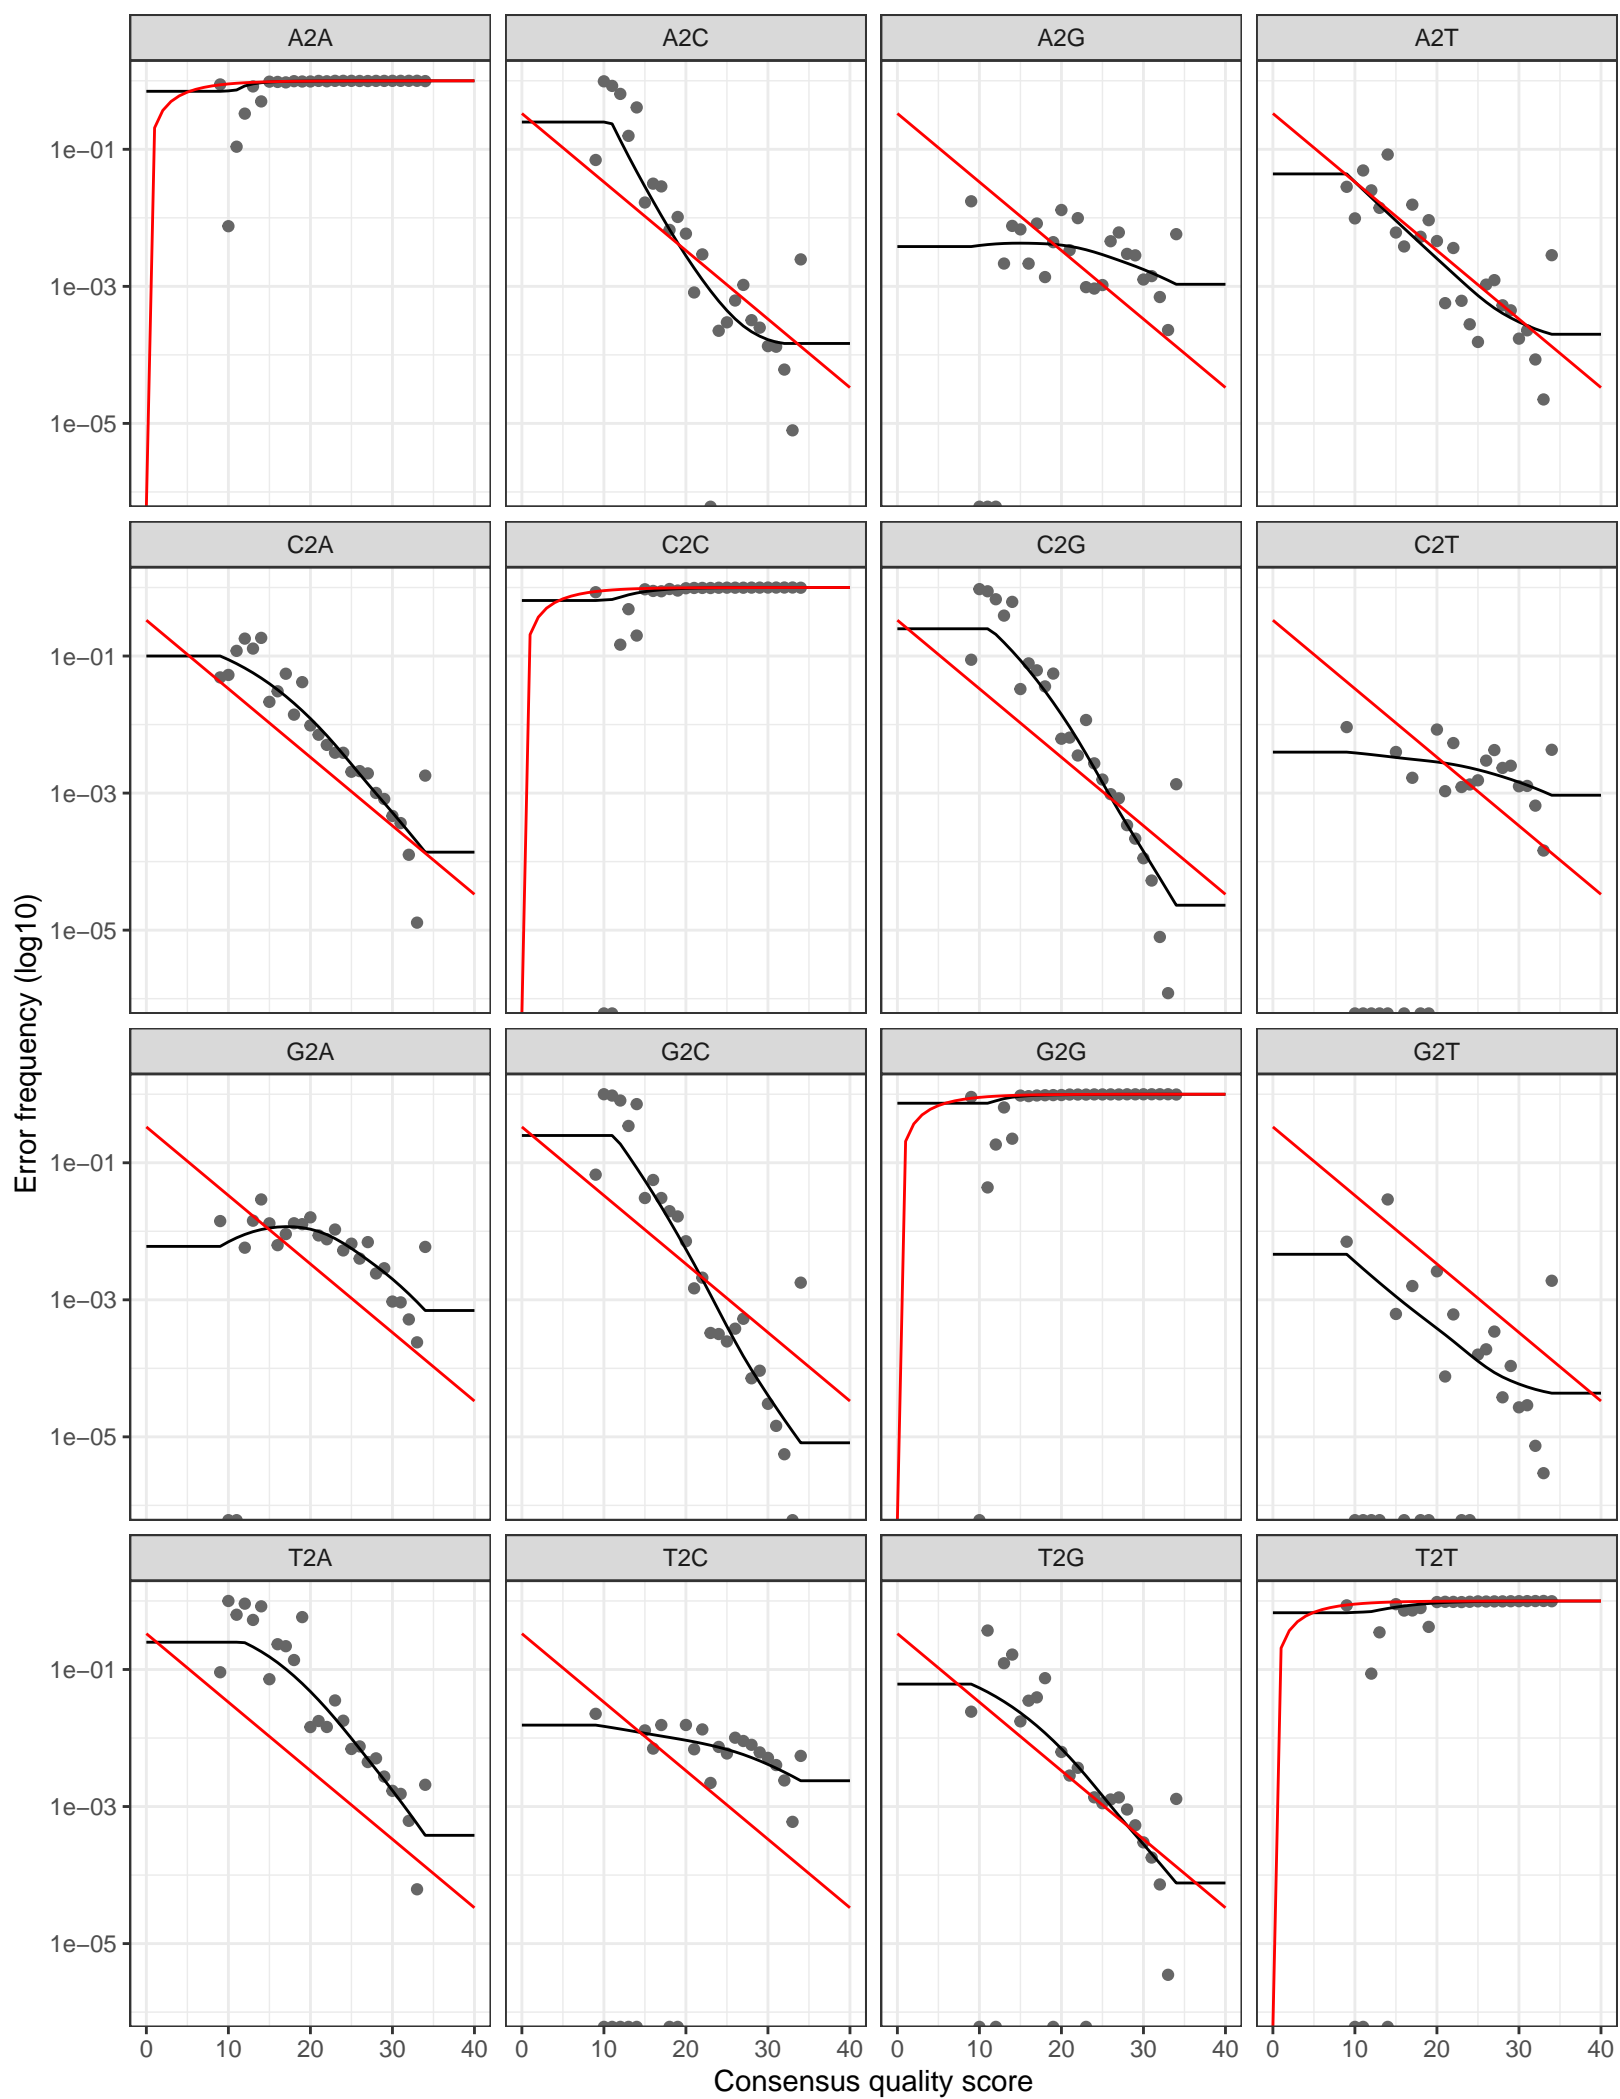 A2A A2C A2G A2T
1e−01
1e−03
1e−05
C2A C2C C2G C2T
1e−01
1e−03
1e−05
Error frequency (log10)
G2A G2C G2G G2T
1e−01
1e−03
1e−05
T2A T2C T2G T2T
1e−01
1e−03
1e−05
0 10 20 30 40 0 10 20 30 40 0 10 20 30 40 0 10 20 30 40
Consensus quality score